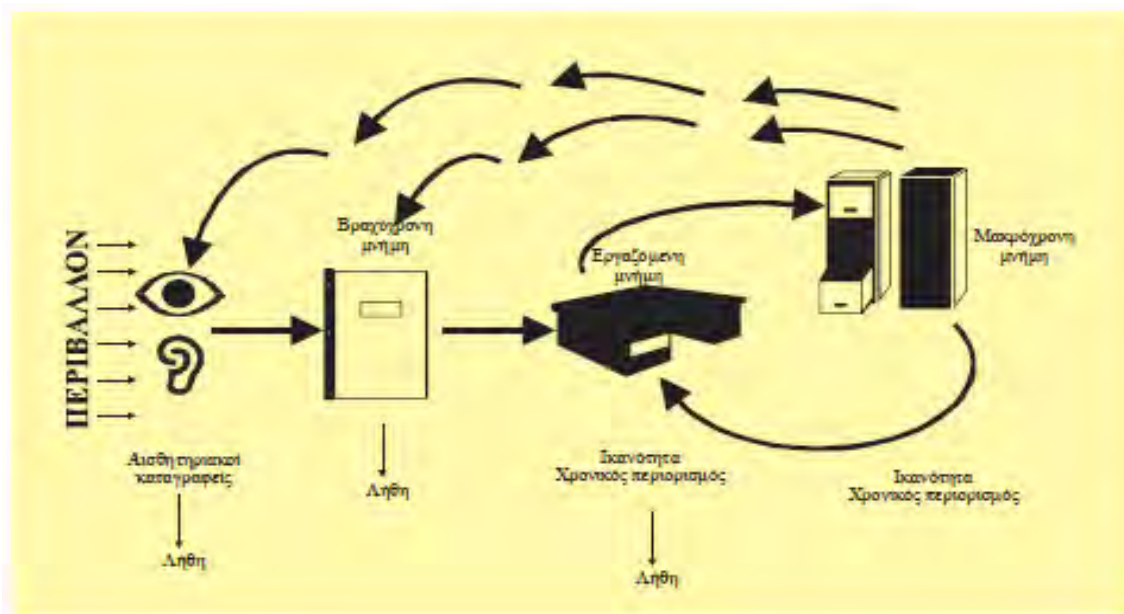 ΠΕΡΙΒΑΛΛΟΝ
Αισθητηριακοί
καταγραφείς
Λήθη
Βραχύχρονη
μνήμη
Λήθη
Εργαζόμενη
μνήμη
Ικανότητα
Χρονικός περιορισμός
Λήθη
Μακρόχρονη
μνήμη
Ικανότητα
Χρονικός περιορισμός